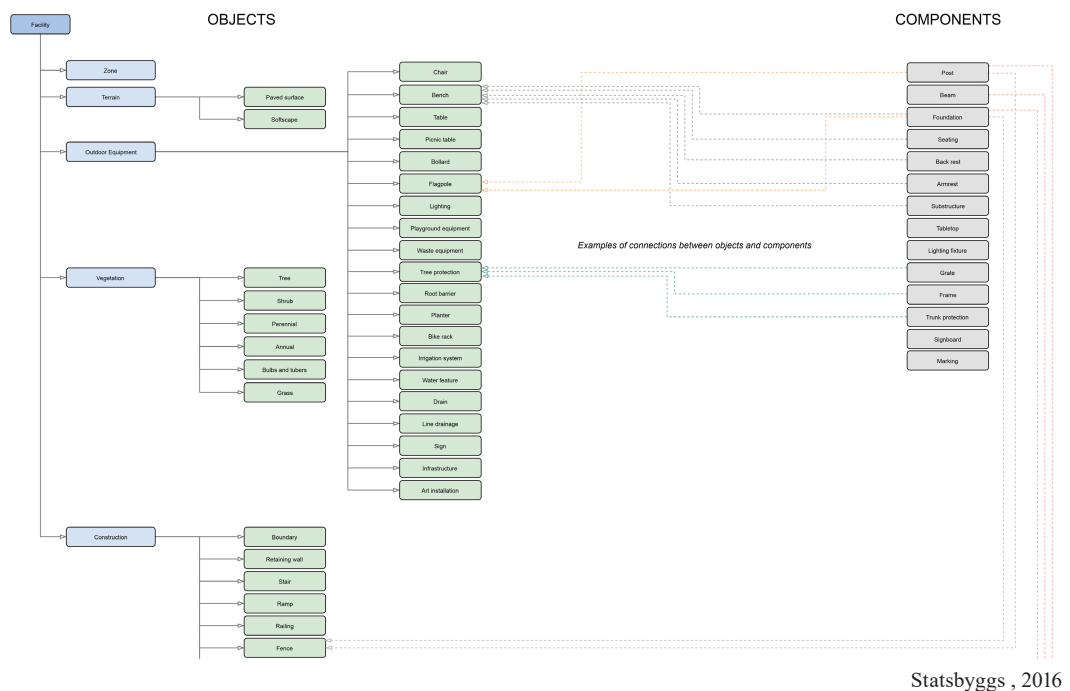 OBJECTS
COMPONENTS
Facility
Zone
Terrain
Paved surface
Softscape
Outdoor Equipment
Chair
Bench
Table
Picnic table
Bollard
Flagpole
Lighting
Playground equipment
Waste equipment
Tree protection
Root barrier
Planter
Bike rack
Irrigation system
Water feature
Drain
Line drainage
Sign
Infrastructure
Art installation
Vegetation
Tree
Shrub
Perennial
Annual
Bulbs and tubers
Grass
Construction
Boundary
Retaining wall
Stair
Ramp
Railing
Fence
Examples of connections between objects and components
Post
Beam
Foundation
Seating
Back rest
Armrest
Substructure
Tabletop
Lighting fixture
Grate
Frame
Trunk protection
Signboard
Marking
Statsbyggs , 2016